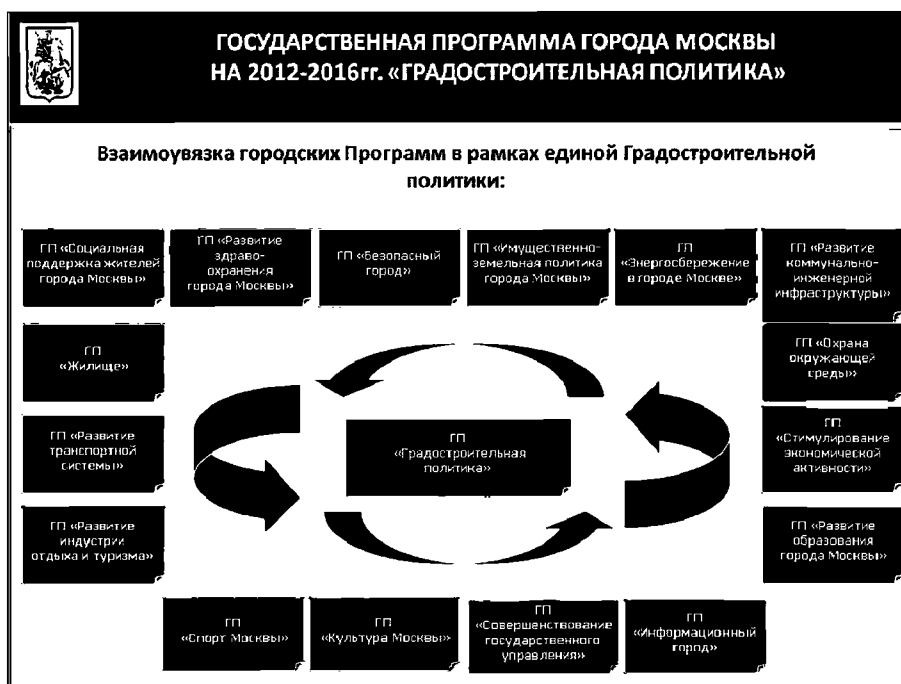 ГОСУДАРСТВЕННАЯ ПРОГРАММА ГОРОДА МОСКВЫ
НА 2012-2016гг. «ГРАДОСТРОИТЕЛЬНАЯ ПОЛИТИКА»
Взаимоувязка городских Программ в рамках единой Градостроительной
политики:
ГП «Социальная
поддержка жителей
города Москвы»
ГП «Развитие
здраво-
охранения
города Москвы»
ГП «Безопасный
город»
ГП «Имущественно-
земельная политика
города Москвы»
ГП
«Энергосбережение
в городе Москве»
ГП «Развитие
коммунально-
инженерной
инфраструктуры»
ГП
«Жилище»
ГП «Охрана
окружающей
среды»
ГП «Развитие
транспортной
системы»
ГП
«Градостроительная
политика»
ГП
«Стимулирование
экономической
активности»
ГП «Развитие
индустрии
отдыха и туризма»
ГП «Развитие
образования
города Москвы»
ГП
«Спорт Москвы»
ГП
«Культура Москвы»
ГП
«Совершенствование
государственного
управления»
ГП
«Информационный
город»